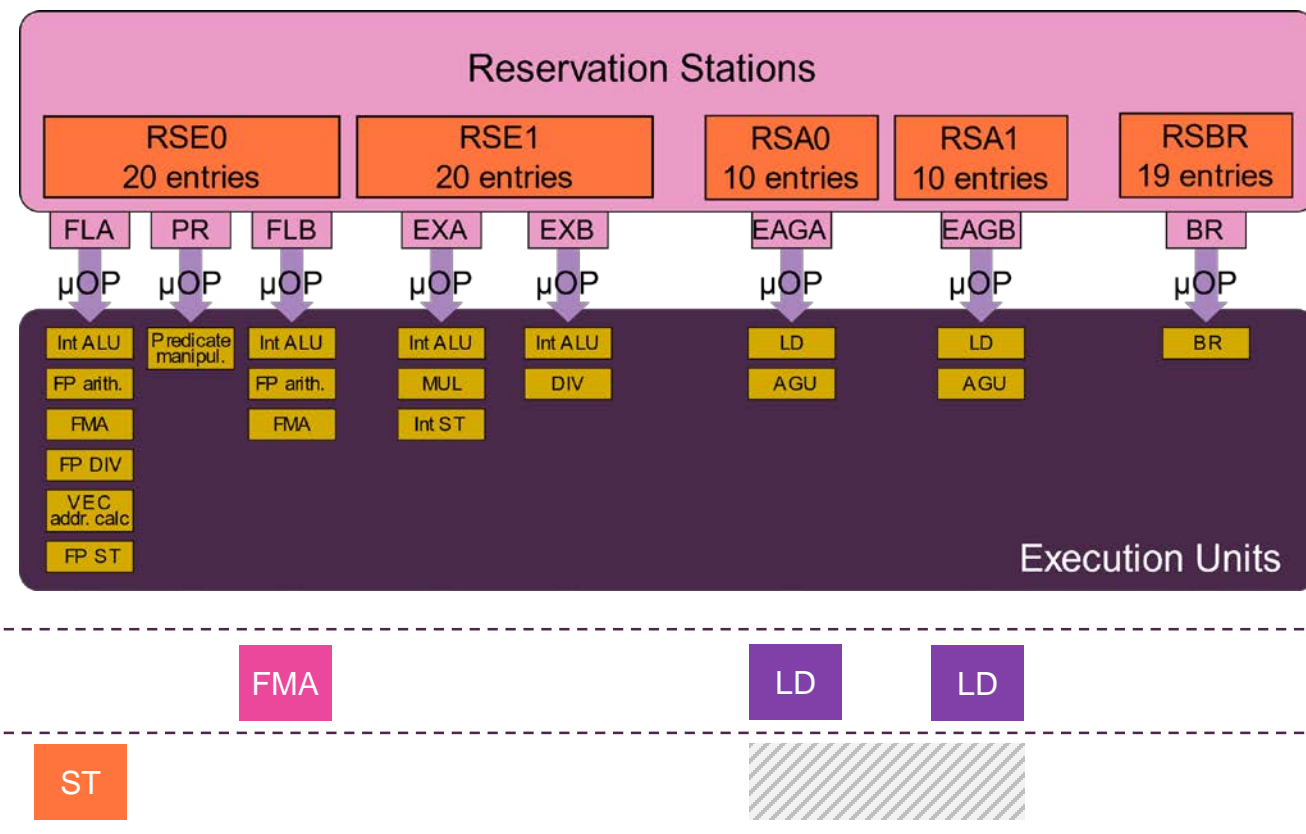 Reservation Stations
RSE0
20 entries
RSE1
20 entries
RSA0
10 entries
RSA1
10 entries
RSBR
19 entries
FLA PR FLB EXA EXB EAGA EAGB BR
µOP µOP µOP µOP µOP µOP µOP µOP
Int ALU
FP arith.
FMA
FP DIV
VEC
addr. calc
FP ST
Predicate
manipul.
Int ALU
FP arith.
FMA
Int ALU
MUL
Int ST
Int ALU
DIV
LD
AGU
LD
AGU
BR
Execution Units
FMA LD LD
ST